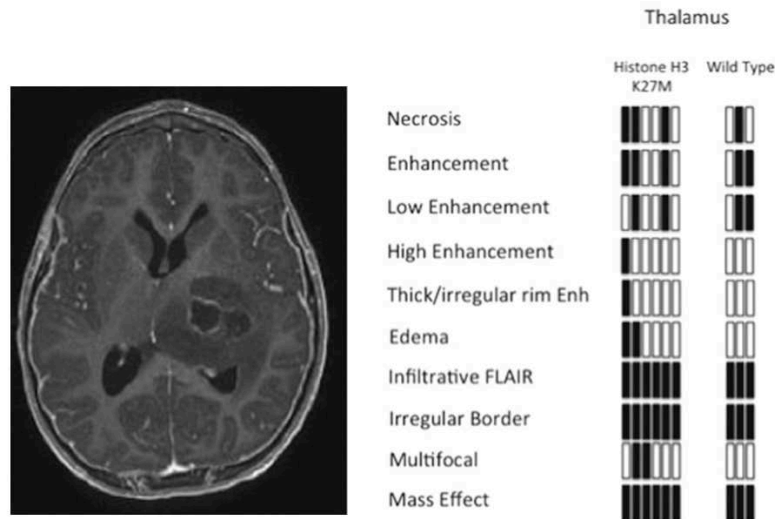 Thalamus
Histone H3 Wild Type
K27M
Necrosis
Enhancement
Low Enhancement
High Enhancement
Thick/irregular rim Enh
Edema
Infiltrative FLAIR
Irregular Border
Multifocal
Mass Effect